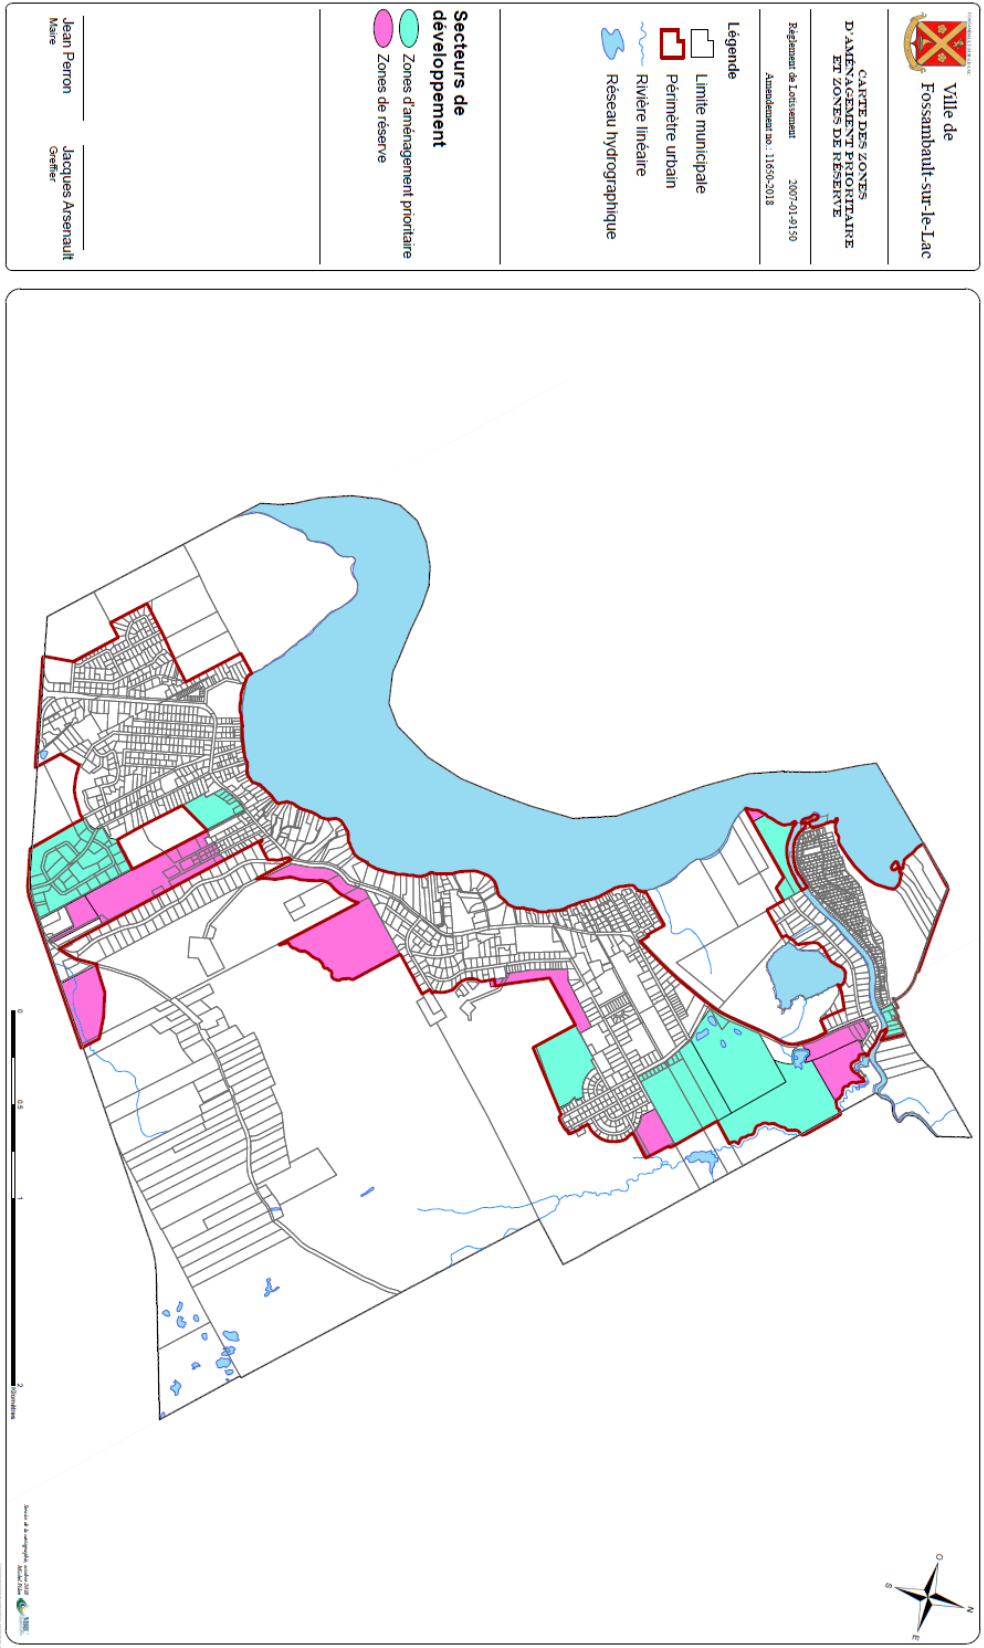 Ville de
Fossambault-sur-le-Lac
CARTE DES ZONES
D'AMÉNAGEMENT PRIORITAIRE
ET ZONES DE RÉSERVE
Règlement de Lotissement 2007-01-9150
Amendement no.: 11650-2018
Légende
Limite municipale
Périmètre urbain
Rivière linéaire
Réseau hydrographique
Secteurs de
développement
Zones d'aménagement prioritaire
Zones de réserve
Jean Perron
Maire
Jacques Arsenault
Greffier
0 0.5 1 2
Kilomètres
N
O
E
S